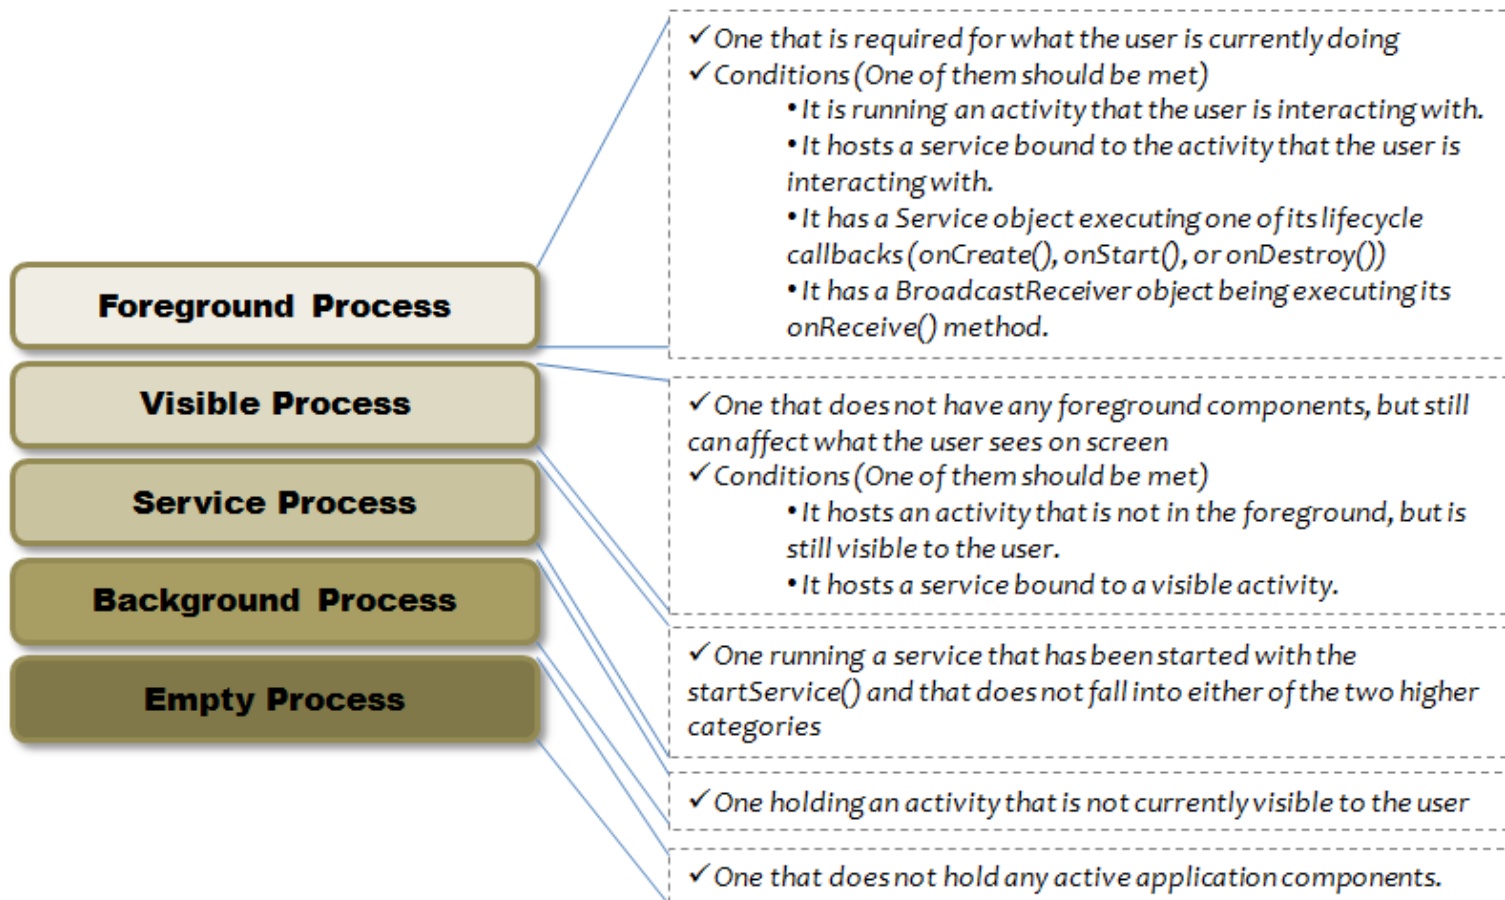 Foreground Process
✓ One that is required for what the user is currently doing
✓ Conditions (One of them should be met)
• It is running an activity that the user is interacting with.
• It hosts a service bound to the activity that the user is
interacting with.
• It has a Service object executing one of its lifecycle
callbacks (onCreate(), onStart(), or onDestroy())
• It has a BroadcastReceiver object being executing its
onReceive() method.
Visible Process
✓ One that does not have any foreground components, but still
can affect what the user sees on screen
✓ Conditions (One of them should be met)
• It hosts an activity that is not in the foreground, but is
still visible to the user.
• It hosts a service bound to a visible activity.
Service Process
✓ One running a service that has been started with the
startService() and that does not fall into either of the two higher
categories
Background Process
✓ One holding an activity that is not currently visible to the user
Empty Process
✓ One that does not hold any active application components.